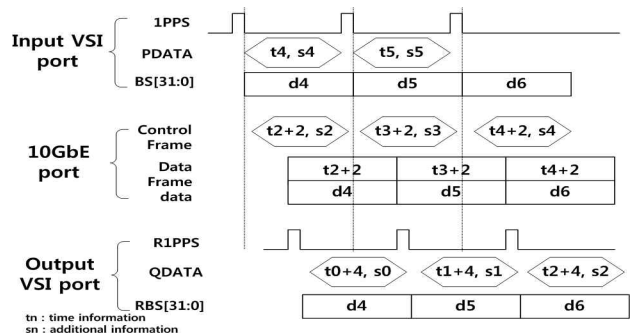 1PPS
Input VSI port
PDATA
t4, s4
t5, s5
BS[31:0]
d4
d5
d6
10GbE port
Control Frame
t2+2, s2
t3+2, s3
t4+2, s4
Data Frame
t2+2
t3+2
t4+2
data
d4
d5
d6
R1PPS
Output VSI port
QDATA
t0+4, s0
t1+4, s1
t2+4, s2
RBS[31:0]
d4
d5
d6
tn : time information
sn : additional information